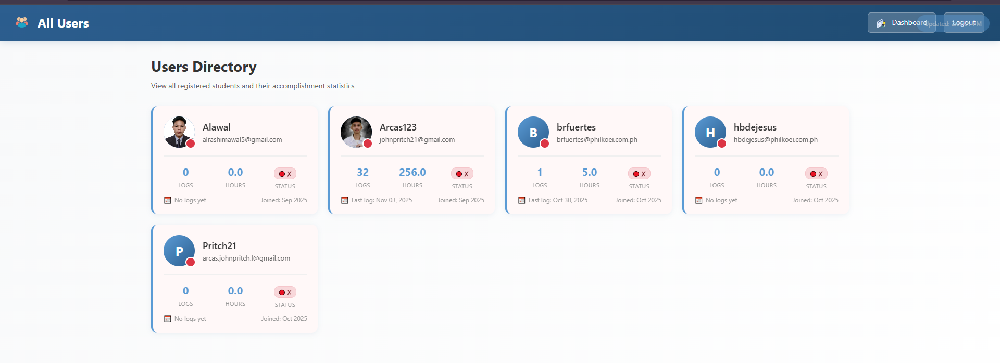 All Users
Dashboard
Logout
Updated: PM
Users Directory
View all registered students and their accomplishment statistics
Alawal
alrashimawal5@gmail.com
0 0.0 ✗
LOGS HOURS STATUS
No logs yet Joined: Sep 2025
Arcas123
johnpritch21@gmail.com
32 256.0 ✗
LOGS HOURS STATUS
Last log: Nov 03, 2025 Joined: Sep 2025
B
brfuertes
brfuertes@philkoei.com.ph
1 5.0 ✗
LOGS HOURS STATUS
Last log: Oct 30, 2025 Joined: Oct 2025
H
hbdejesus
hbdejesus@philkoei.com.ph
0 0.0 ✗
LOGS HOURS STATUS
No logs yet Joined: Oct 2025
P
Pritch21
arcas.johnpritch.l@gmail.com
0 0.0 ✗
LOGS HOURS STATUS
No logs yet Joined: Oct 2025